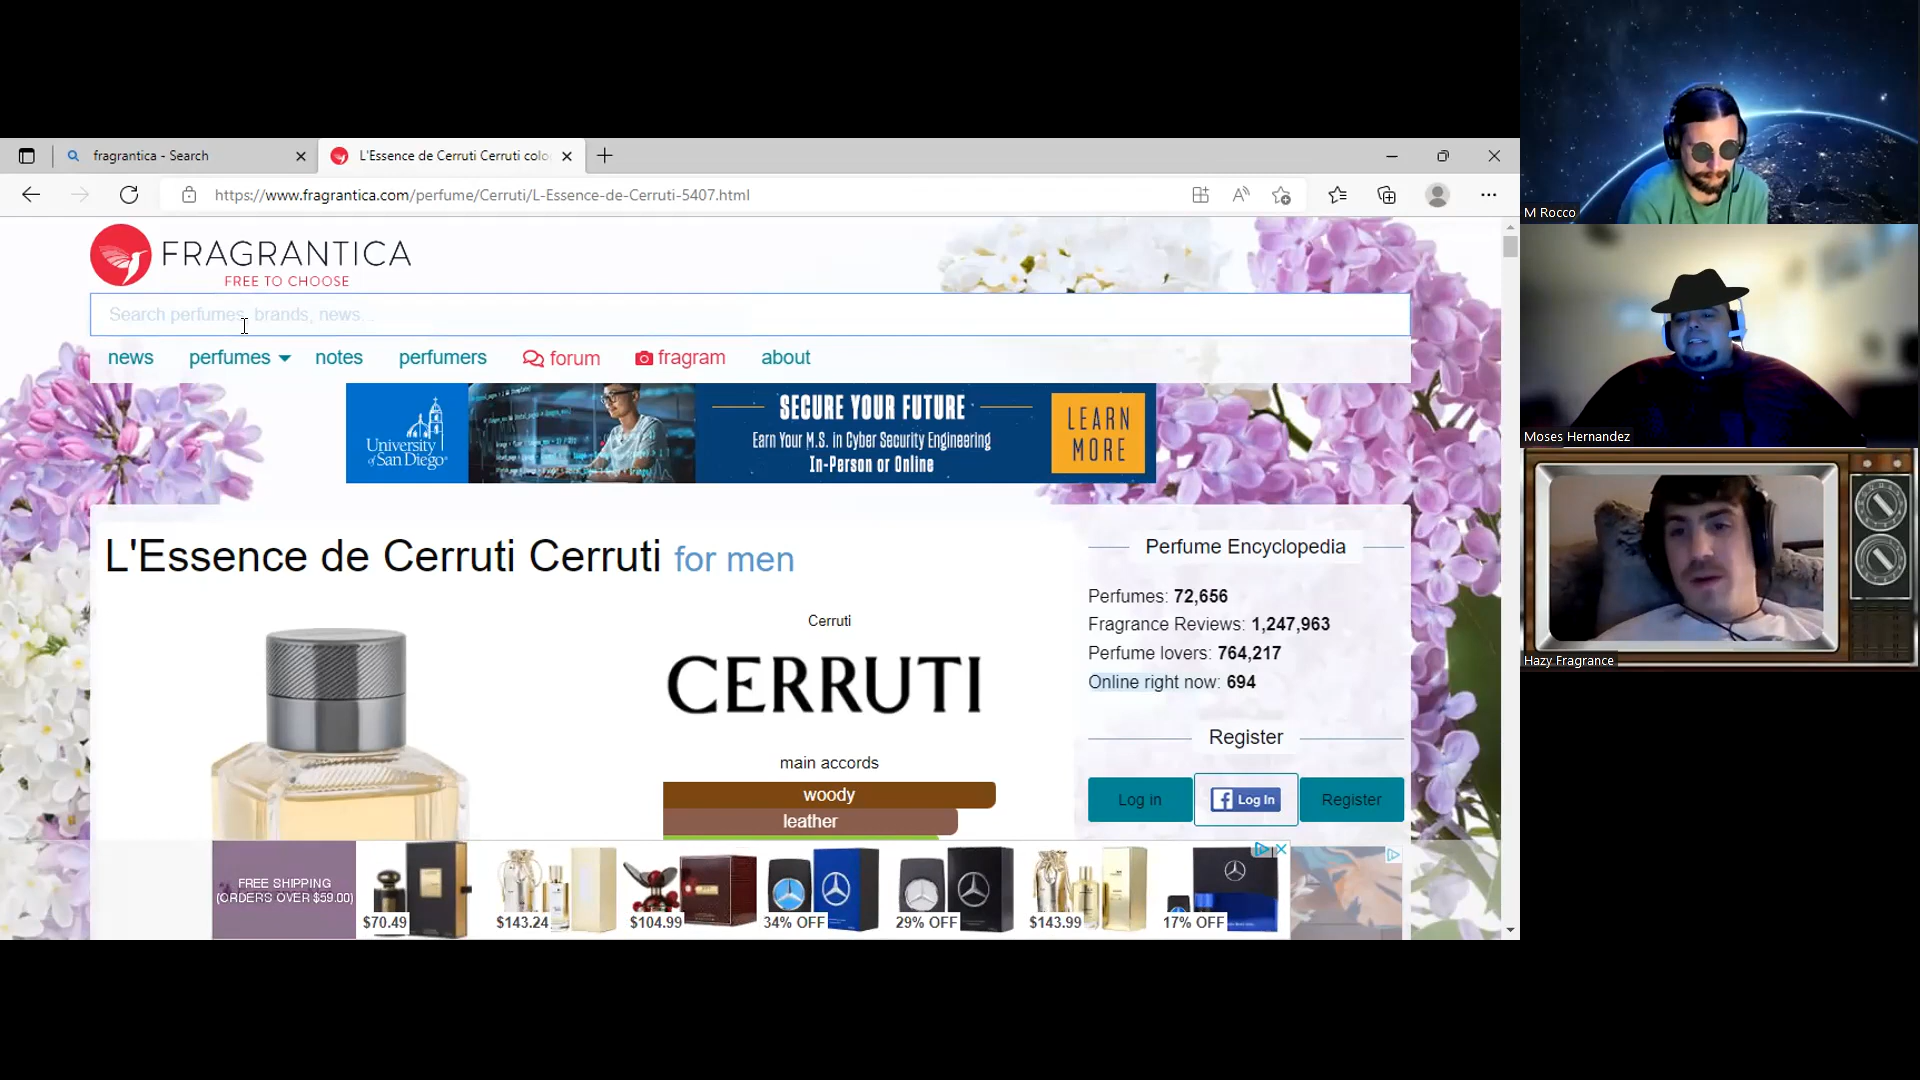 fragrantica - Search
L'Essence de Cerruti Cerruti colo
https://www.fragrantica.com/perfume/Cerruti/L-Essence-de-Cerruti-5407.html
FRAGRANTICA
FREE TO CHOOSE
Search perfumes, brands, news...
news perfumes notes perfumers forum fragram about
University
of San Diego
SECURE YOUR FUTURE
Earn Your M.S. in Cyber Security Engineering
In-Person or Online
LEARN
MORE
L'Essence de Cerruti Cerruti for men
Cerruti
CERRUTI
main accords
woody
leather
Perfume Encyclopedia
Perfumes: 72,656
Fragrance Reviews: 1,247,963
Perfume lovers: 764,217
Online right now: 694
Register
Log in
Log In
Register
FREE SHIPPING
(ORDERS OVER $59.00)
$70.49
$143.24
$104.99
34% OFF
29% OFF
$143.99
17% OFF
M Rocco
Moses Hernandez
Hazy Fragrance